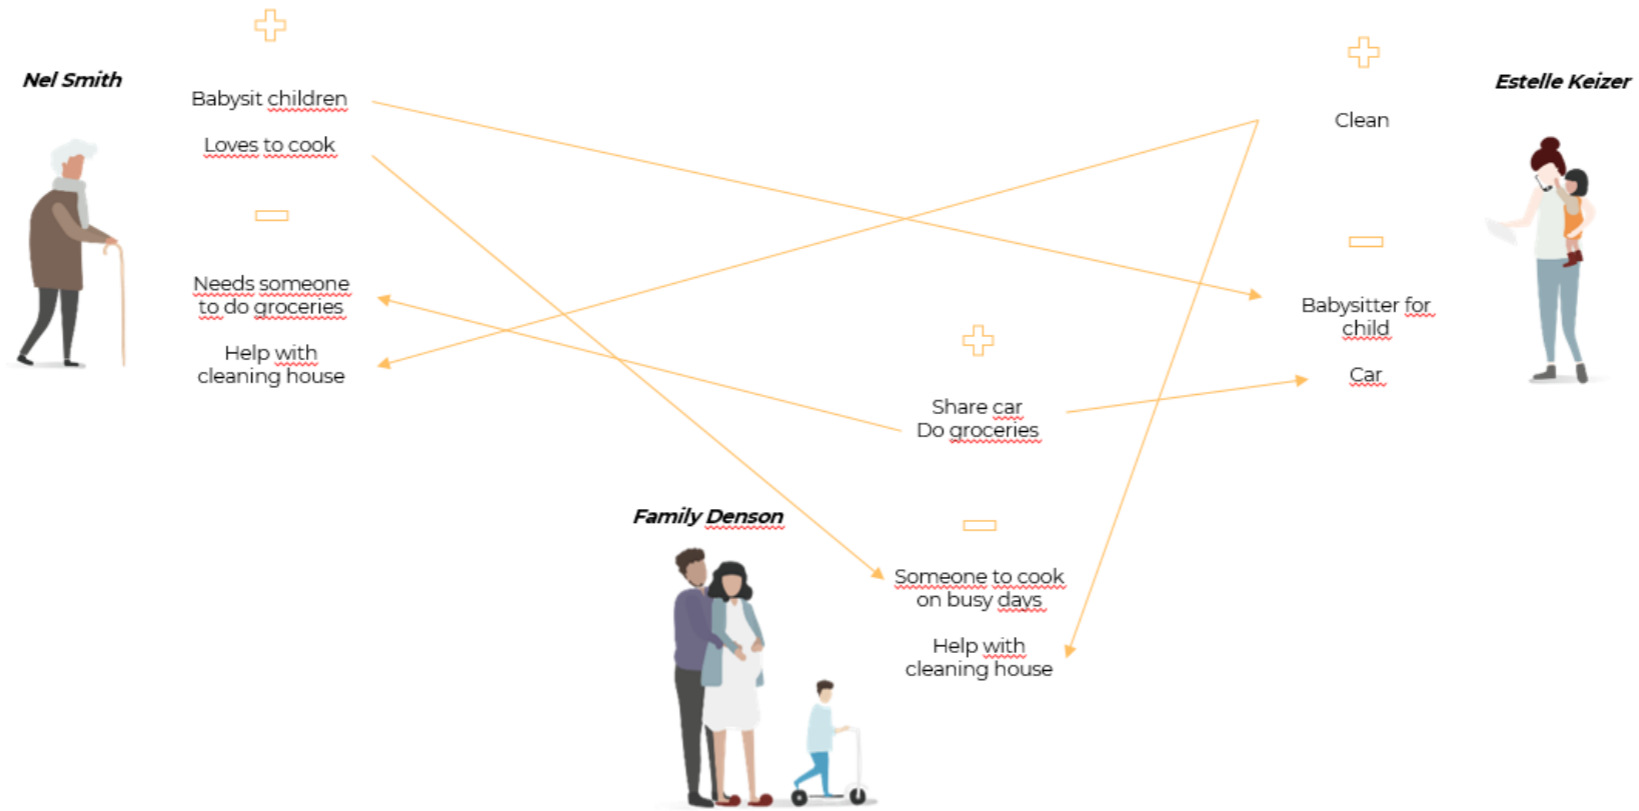 Nel Smith
Babysit children
Loves to cook
Needs someone
to do groceries
Help with
cleaning house
Estelle Keizer
Clean
Babysitter for
child
Car
Share car
Do groceries
Family Denson
Someone to cook
on busy days
Help with
cleaning house